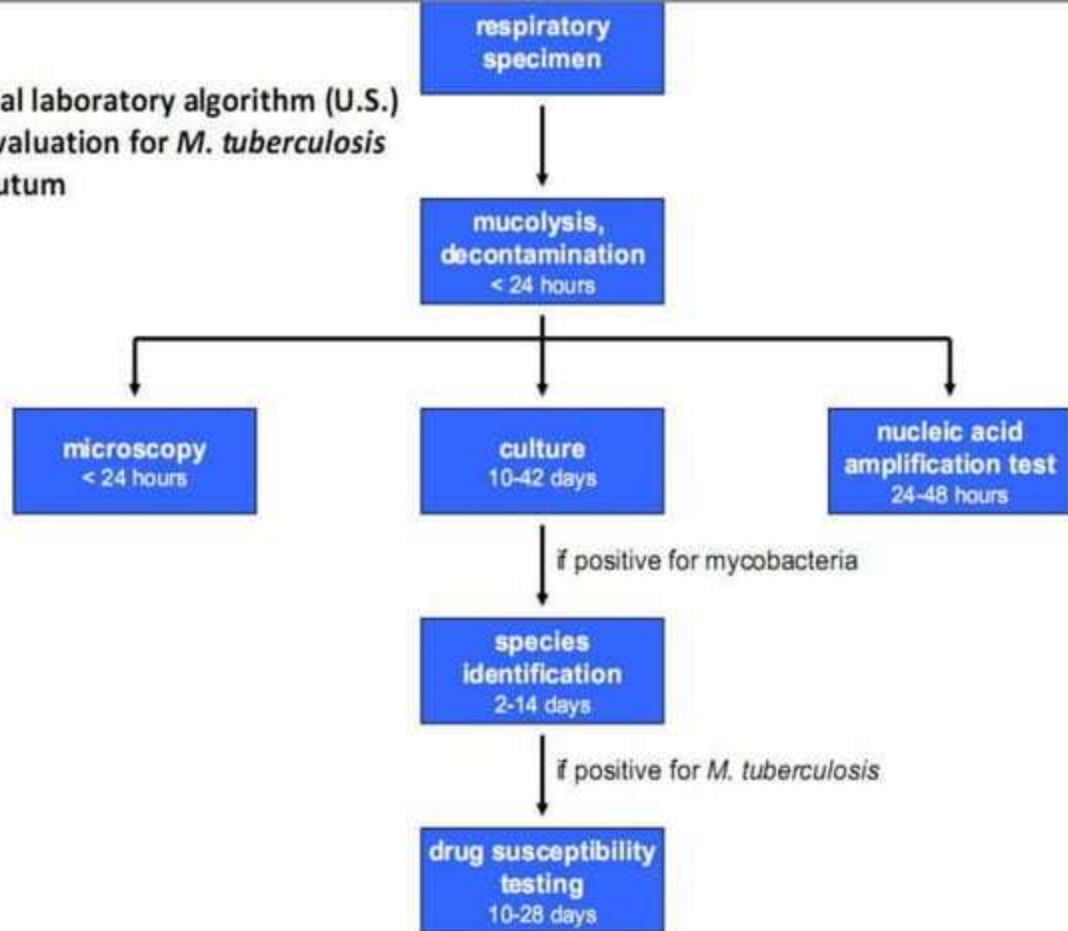 respiratory
specimen
al laboratory algorithm (U.S.)
valuation for M. tuberculosis
utum
mucolysis,
decontamination
< 24 hours
microscopy
< 24 hours
culture
10-42 days
nucleic acid
amplification test
24-48 hours
if positive for mycobacteria
species
identification
2-14 days
if positive for M. tuberculosis
drug susceptibility
testing
10-28 days